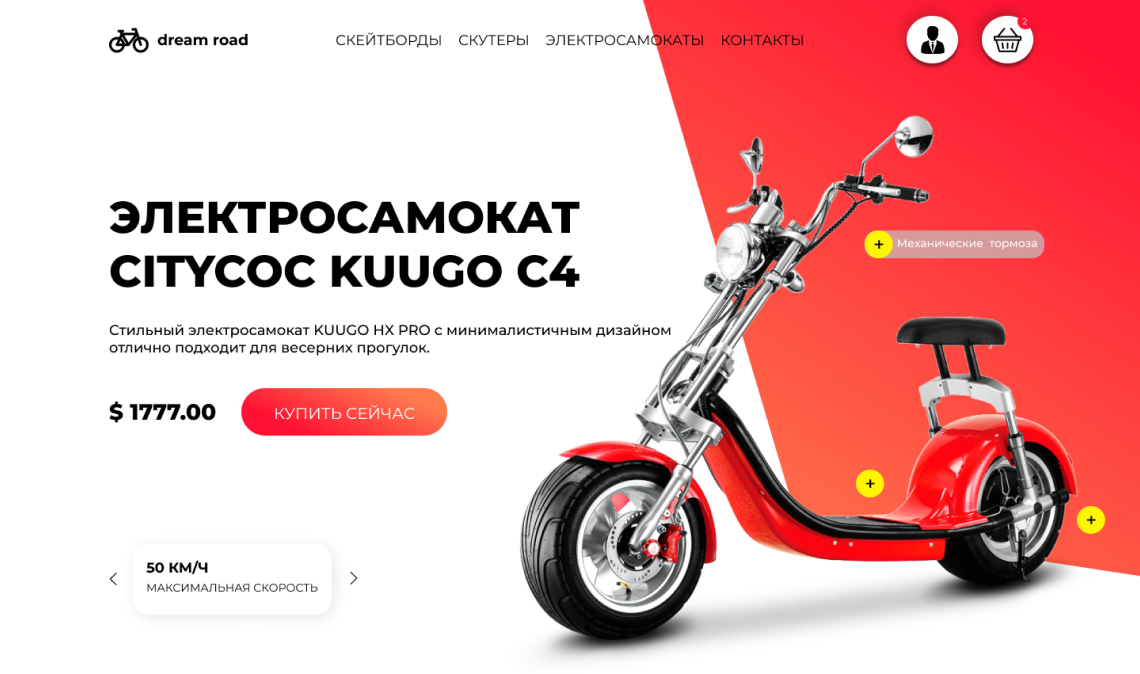 dream road
СКЕЙТБОРДЫ СКУТЕРЫ ЭЛЕКТРОСАМОКАТЫ КОНТАКТЫ
2
ЭЛЕКТРОСАМОКАТ
CITYCOC KUUGO C4
+ Механические тормоза
Стильный электросамокат KUUGO HX PRO с минималистичным дизайном
отлично подходит для весерних прогулок.
$ 1777.00
КУПИТЬ СЕЙЧАС
+
+
50 КМ/Ч
МАКСИМАЛЬНАЯ СКОРОСТЬ